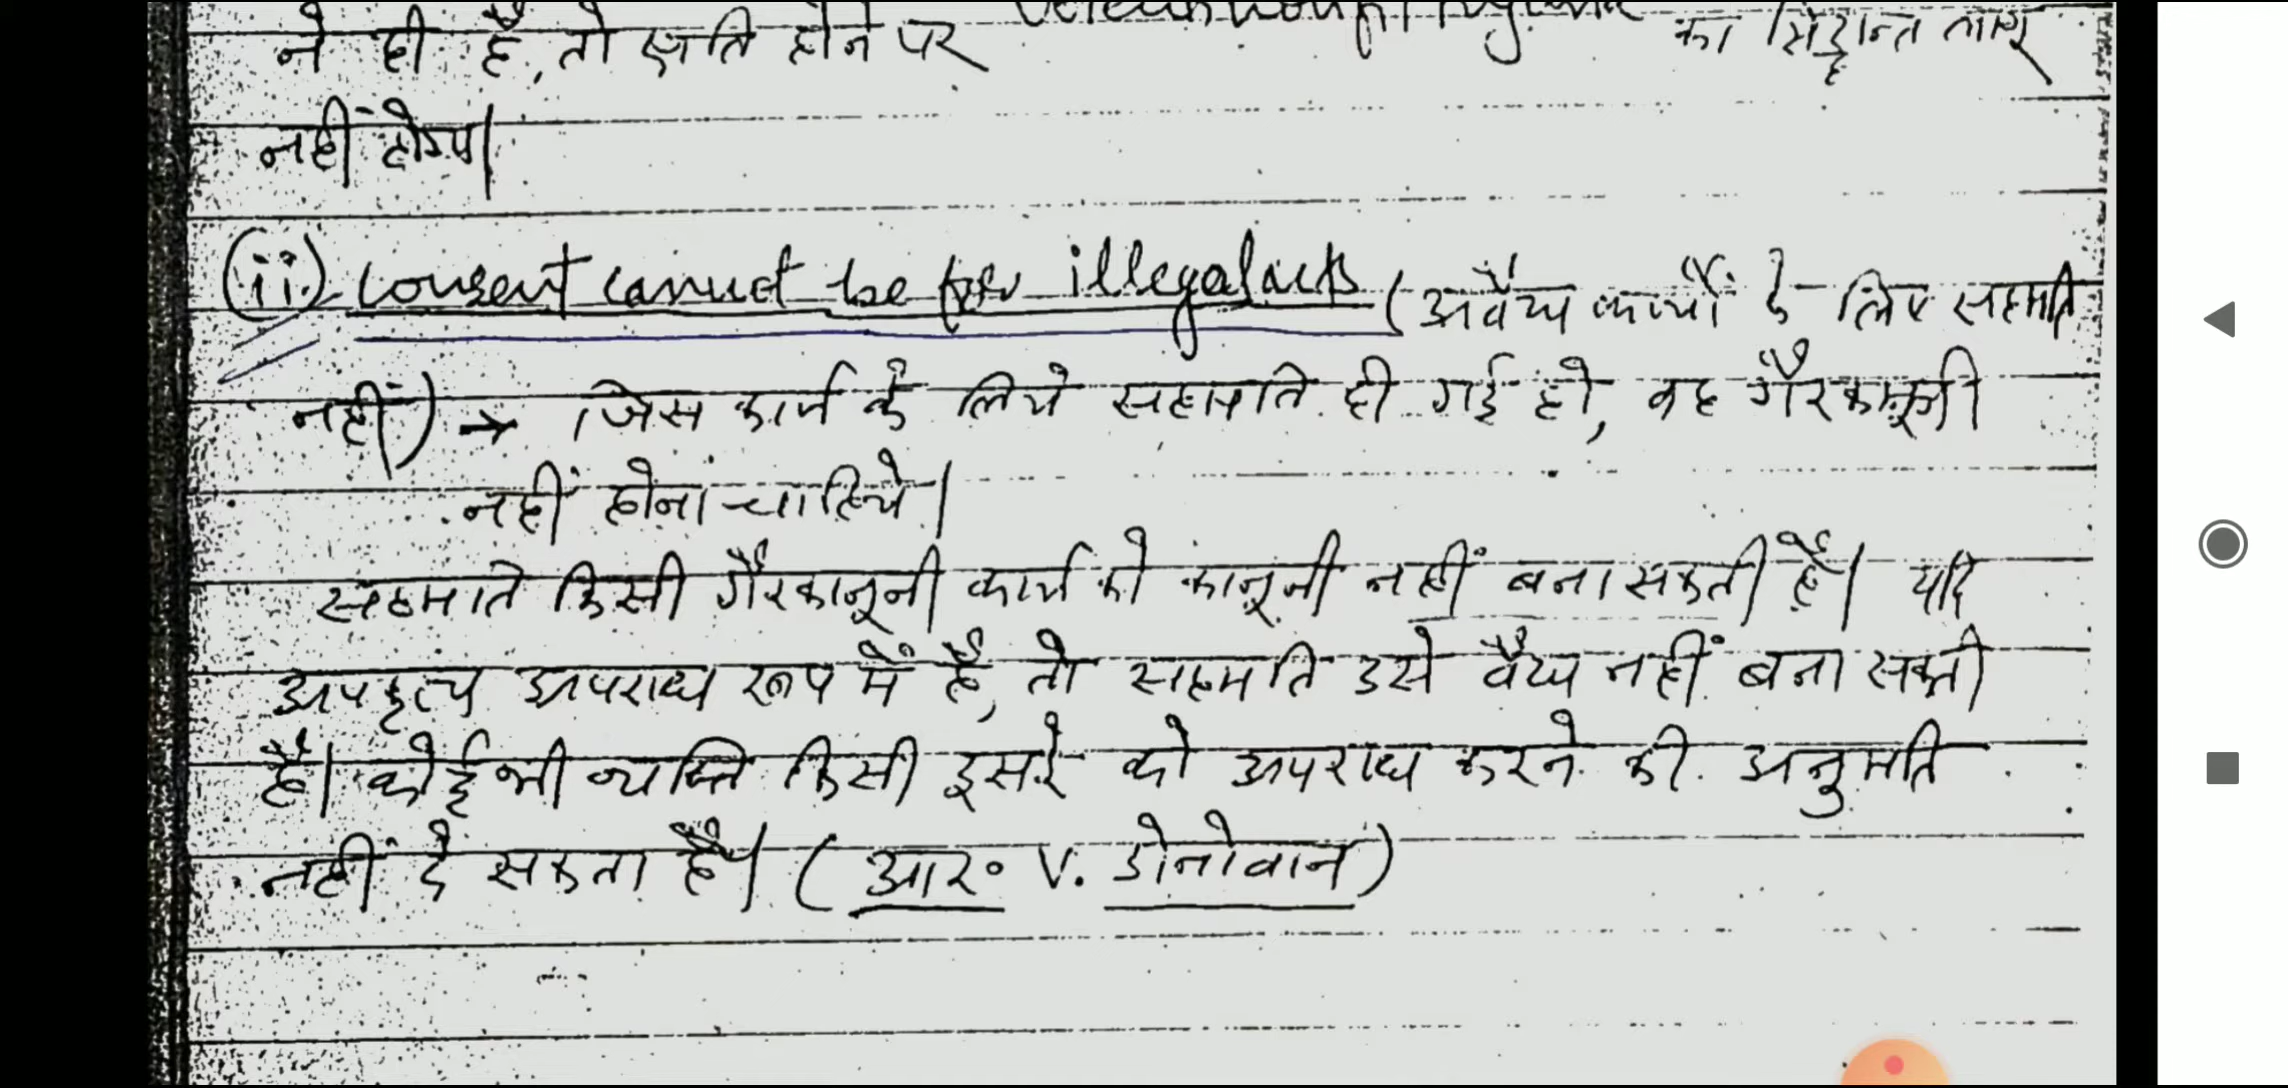 ने दी है, तो क्षति होने पर का सिद्धान्त लागू
नहीं होगा।
(ii) Consent cannot be for illegal acts (अवैध कार्यों के लिए सहमति
नहीं) → जिस कार्य के लिये सहमति दी गई हो, वह गैरकानूनी
नहीं होना चाहिये।
सहमति किसी गैरकानूनी कार्य को कानूनी नहीं बना सकती है। यदि
अपकृत्य अपराध रूप में है, तो सहमति उसे वैध नहीं बना सकती
है। कोई भी व्यक्ति किसी दूसरे को अपराध करने की अनुमति
नहीं दे सकता है। (आर॰ V. डोनोवान)